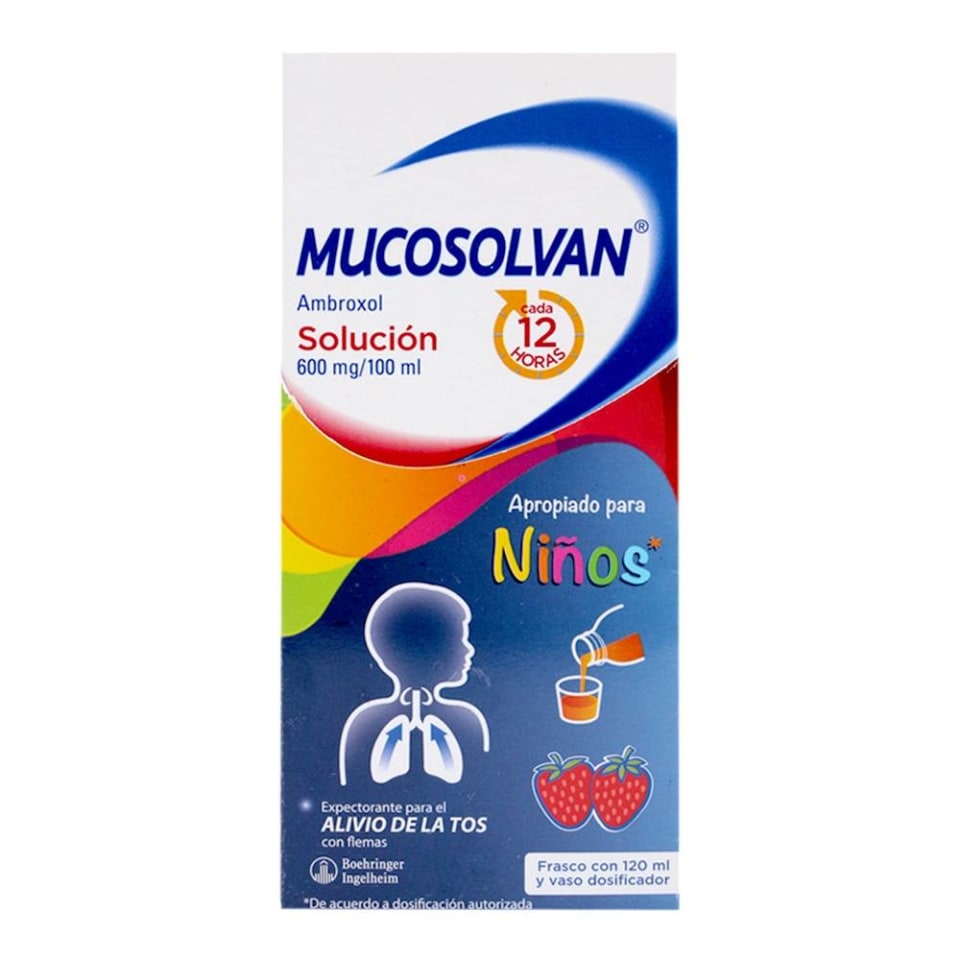 MUCOSOLVAN®
Ambroxol
Solución
600 mg/100 ml
cada
12
HORAS
Apropiado para
Niños*
Expectorante para el
ALIVIO DE LA TOS
con flemas
Boehringer
Ingelheim
Frasco con 120 ml
y vaso dosificador
*De acuerdo a dosificación autorizada